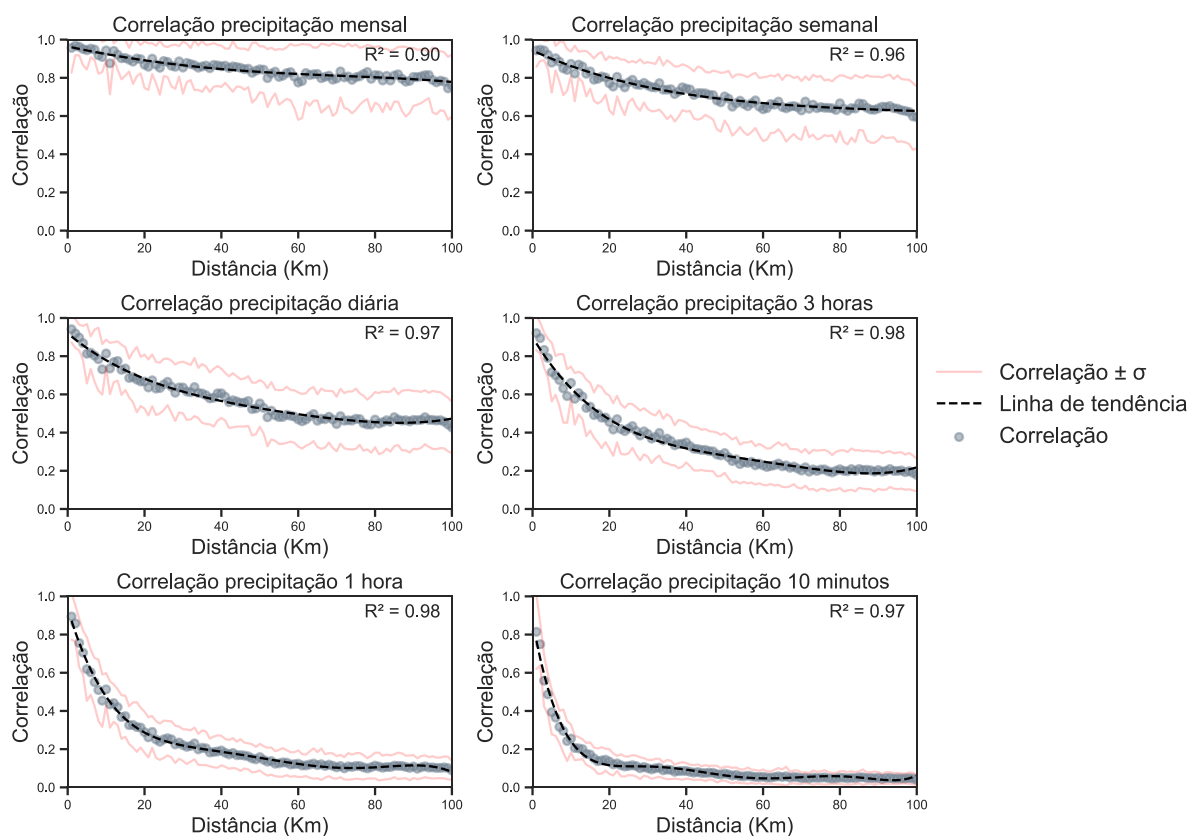 Correlação precipitação mensal
Correlação precipitação semanal
1.0
0.8
0.6
0.4
0.2
0.0
Correlação
R² = 0.90
0
20
40
60
80
100
Distância (Km)
1.0
0.8
0.6
0.4
0.2
0.0
Correlação
R² = 0.96
0
20
40
60
80
100
Distância (Km)
Correlação precipitação diária
Correlação precipitação 3 horas
1.0
0.8
0.6
0.4
0.2
0.0
Correlação
R² = 0.97
0
20
40
60
80
100
Distância (Km)
1.0
0.8
0.6
0.4
0.2
0.0
Correlação
R² = 0.98
0
20
40
60
80
100
Distância (Km)
Correlação ± σ
Linha de tendência
Correlação
Correlação precipitação 1 hora
Correlação precipitação 10 minutos
1.0
0.8
0.6
0.4
0.2
0.0
Correlação
R² = 0.98
0
20
40
60
80
100
Distância (Km)
1.0
0.8
0.6
0.4
0.2
0.0
Correlação
R² = 0.97
0
20
40
60
80
100
Distância (Km)